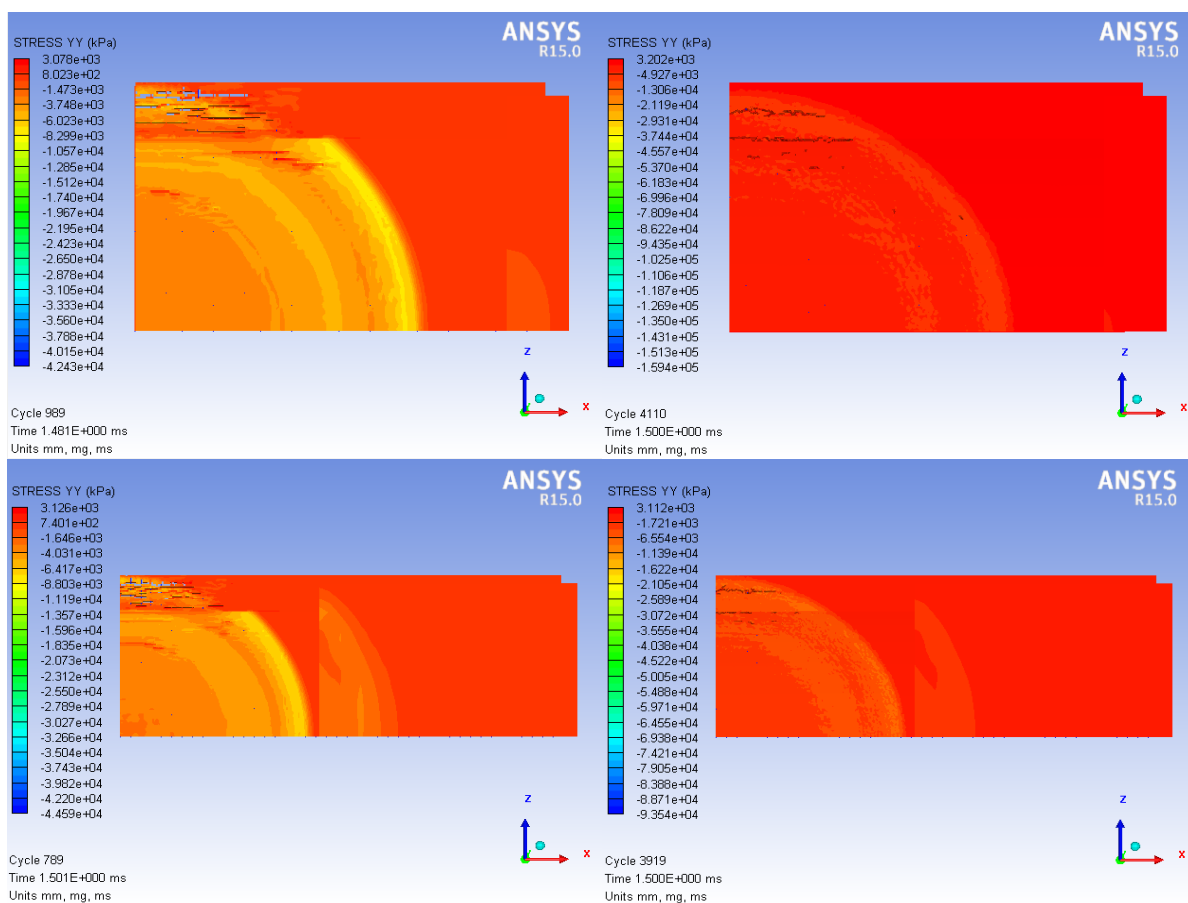 ANSYS
R15.0
STRESS YY (kPa)
3.078e+03
8.023e+02
-1.473e+03
-3.748e+03
-6.023e+03
-8.299e+03
-1.057e+04
-1.285e+04
-1.512e+04
-1.740e+04
-1.967e+04
-2.195e+04
-2.423e+04
-2.650e+04
-2.878e+04
-3.105e+04
-3.333e+04
-3.560e+04
-3.788e+04
-4.015e+04
-4.243e+04
z
x
Cycle 989
Time 1.481E+000 ms
Units mm, mg, ms
ANSYS
R15.0
STRESS YY (kPa)
3.202e+03
-4.927e+03
-1.306e+04
-2.119e+04
-2.931e+04
-3.744e+04
-4.557e+04
-5.370e+04
-6.183e+04
-6.996e+04
-7.809e+04
-8.622e+04
-9.435e+04
-1.025e+05
-1.106e+05
-1.187e+05
-1.269e+05
-1.350e+05
-1.431e+05
-1.513e+05
-1.594e+05
z
x
Cycle 4110
Time 1.500E+000 ms
Units mm, mg, ms
ANSYS
R15.0
STRESS YY (kPa)
3.126e+03
7.401e+02
-1.646e+03
-4.031e+03
-6.417e+03
-8.803e+03
-1.119e+04
-1.357e+04
-1.596e+04
-1.835e+04
-2.073e+04
-2.312e+04
-2.550e+04
-2.789e+04
-3.027e+04
-3.266e+04
-3.504e+04
-3.743e+04
-3.982e+04
-4.220e+04
-4.459e+04
z
x
Cycle 789
Time 1.501E+000 ms
Units mm, mg, ms
ANSYS
R15.0
STRESS YY (kPa)
3.112e+03
-1.721e+03
-6.554e+03
-1.139e+04
-1.622e+04
-2.105e+04
-2.589e+04
-3.072e+04
-3.555e+04
-4.038e+04
-4.522e+04
-5.005e+04
-5.488e+04
-5.971e+04
-6.455e+04
-6.938e+04
-7.421e+04
-7.905e+04
-8.388e+04
-8.871e+04
-9.354e+04
z
x
Cycle 3919
Time 1.500E+000 ms
Units mm, mg, ms